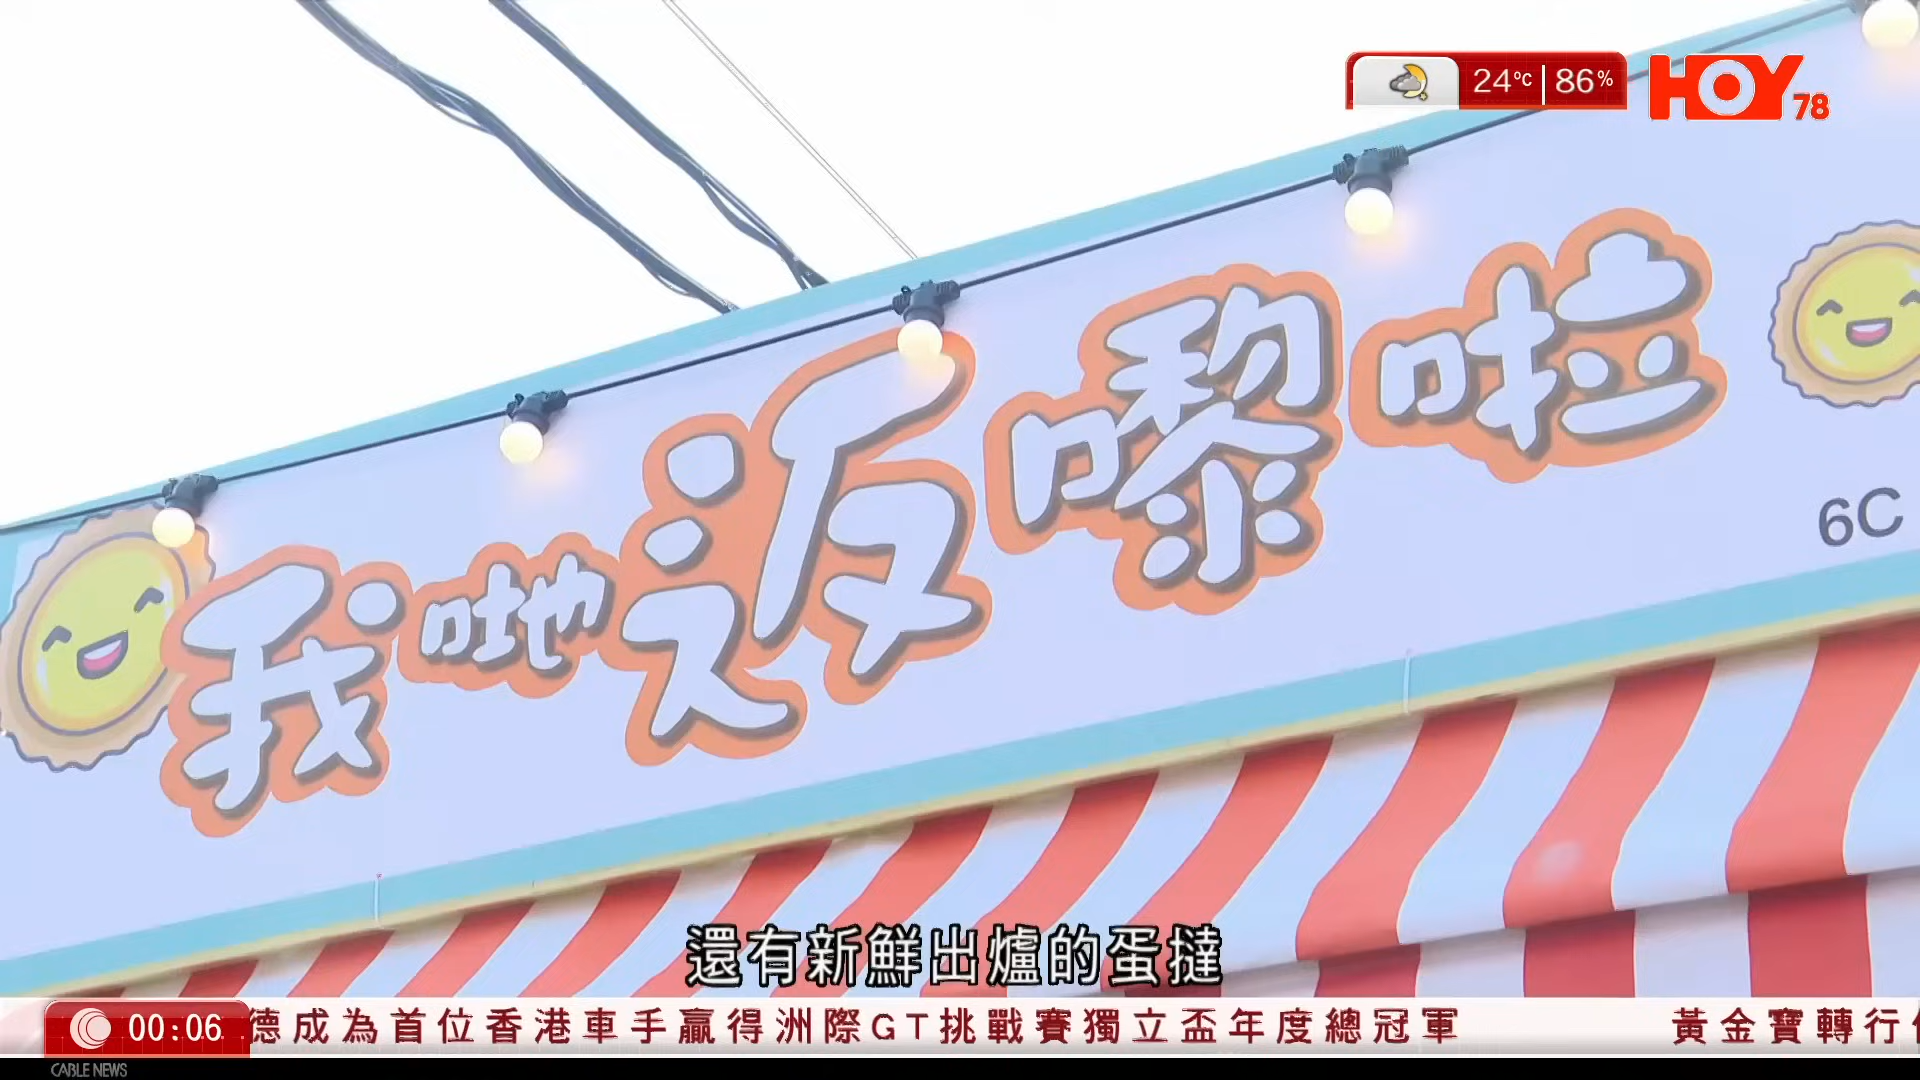 24°C | 86%
HOY 78
我哋返嚟啦
6C
還有新鮮出爐的蛋撻
00:06
德成為首位香港車手贏得洲際GT挑戰賽獨立盃年度總冠軍 黃金寶轉行
CABLE NEWS